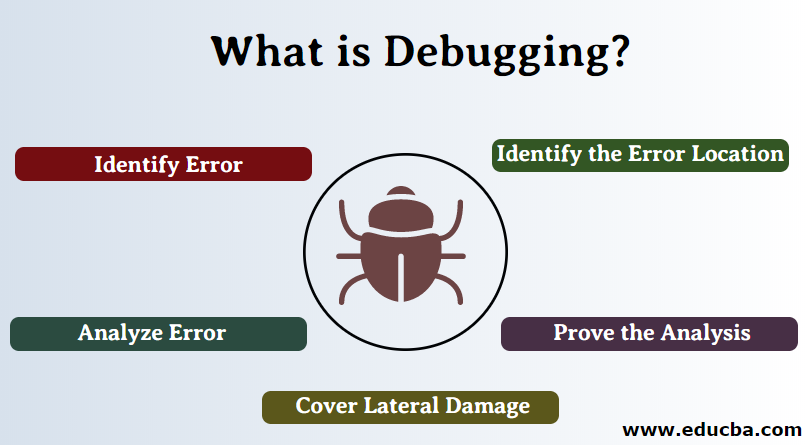 What is Debugging?
Identify Error
Identify the Error Location
Analyze Error
Prove the Analysis
Cover Lateral Damage
www.educba.com